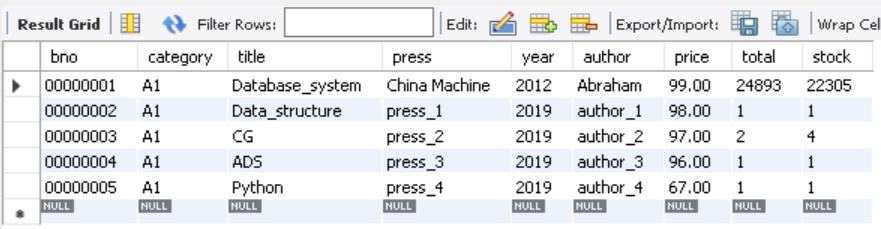 Result Grid Filter Rows: Edit: Export/Import: Wrap Cel
bno category title press year author price total stock
00000001 A1 Database_system China Machine 2012 Abraham 99.00 24893 22305
00000002 A1 Data_structure press_1 2019 author_1 98.00 1 1
00000003 A1 CG press_2 2019 author_2 97.00 2 4
00000004 A1 ADS press_3 2019 author_3 96.00 1 1
00000005 A1 Python press_4 2019 author_4 67.00 1 1
NULL NULL NULL NULL NULL NULL NULL NULL NULL